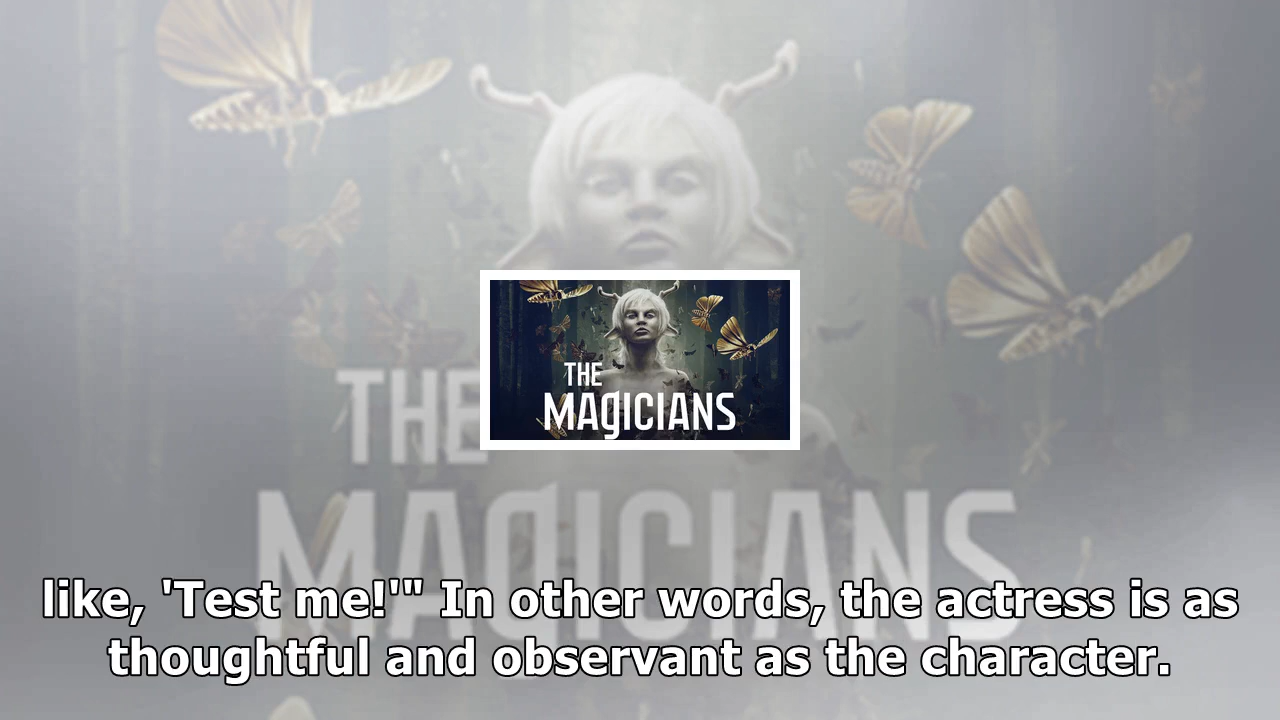 THE
MAGICIANS
THE
MAGICIANS
like, 'Test me!'" In other words, the actress is as
thoughtful and observant as the character.